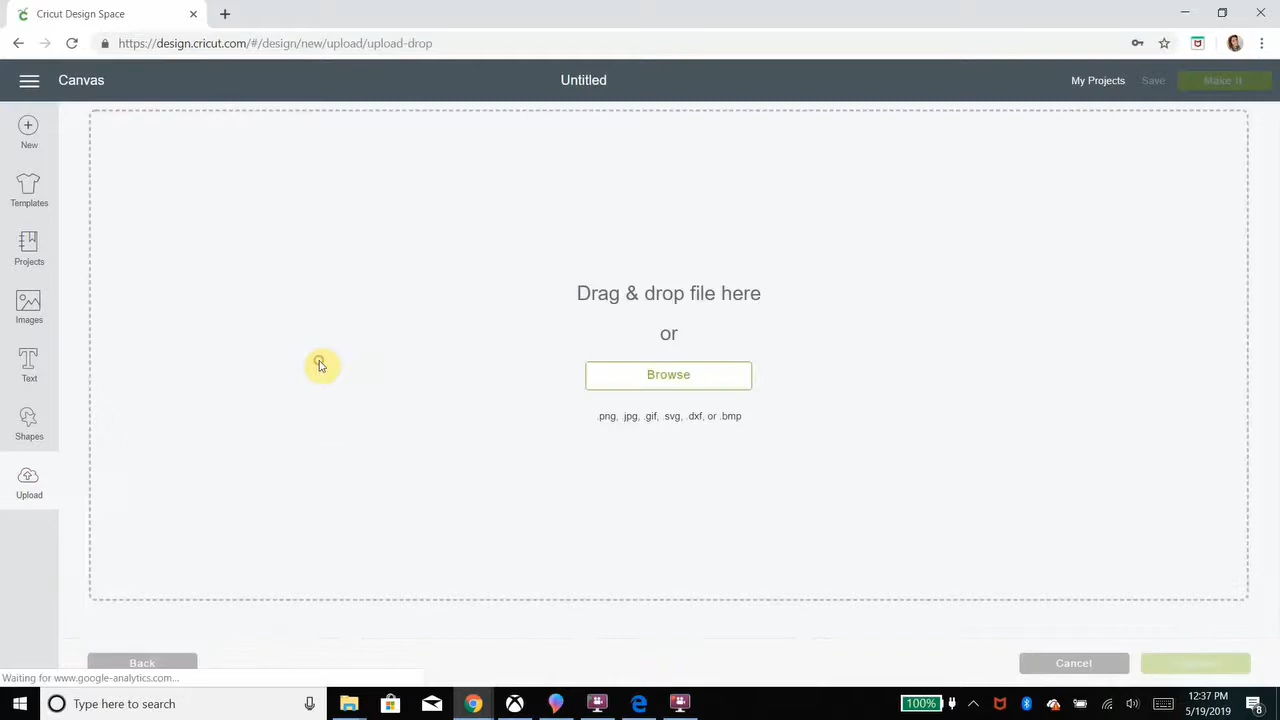 Cricut Design Space
https://design.cricut.com/#/design/new/upload/upload-drop
Canvas
Untitled
My Projects
Save
Make It
New
Templates
Projects
Images
Text
Shapes
Upload
Drag & drop file here
or
Browse
.png, .jpg, .gif, .svg, .dxf, or .bmp
Back
Cancel
Waiting for www.google-analytics.com...
Type here to search
100%
12:37 PM
5/19/2019
8